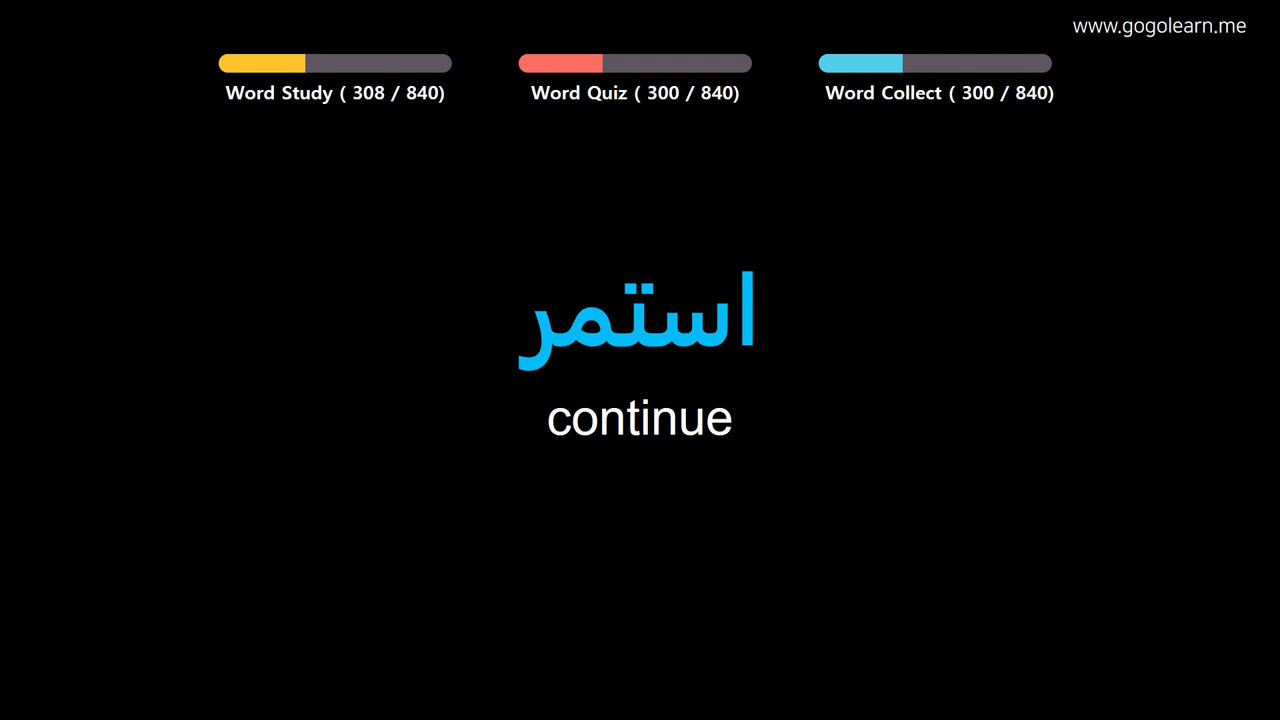 www.gogolearn.me
Word Study ( 308 / 840)
Word Quiz ( 300 / 840)
Word Collect ( 300 / 840)
استمر
continue